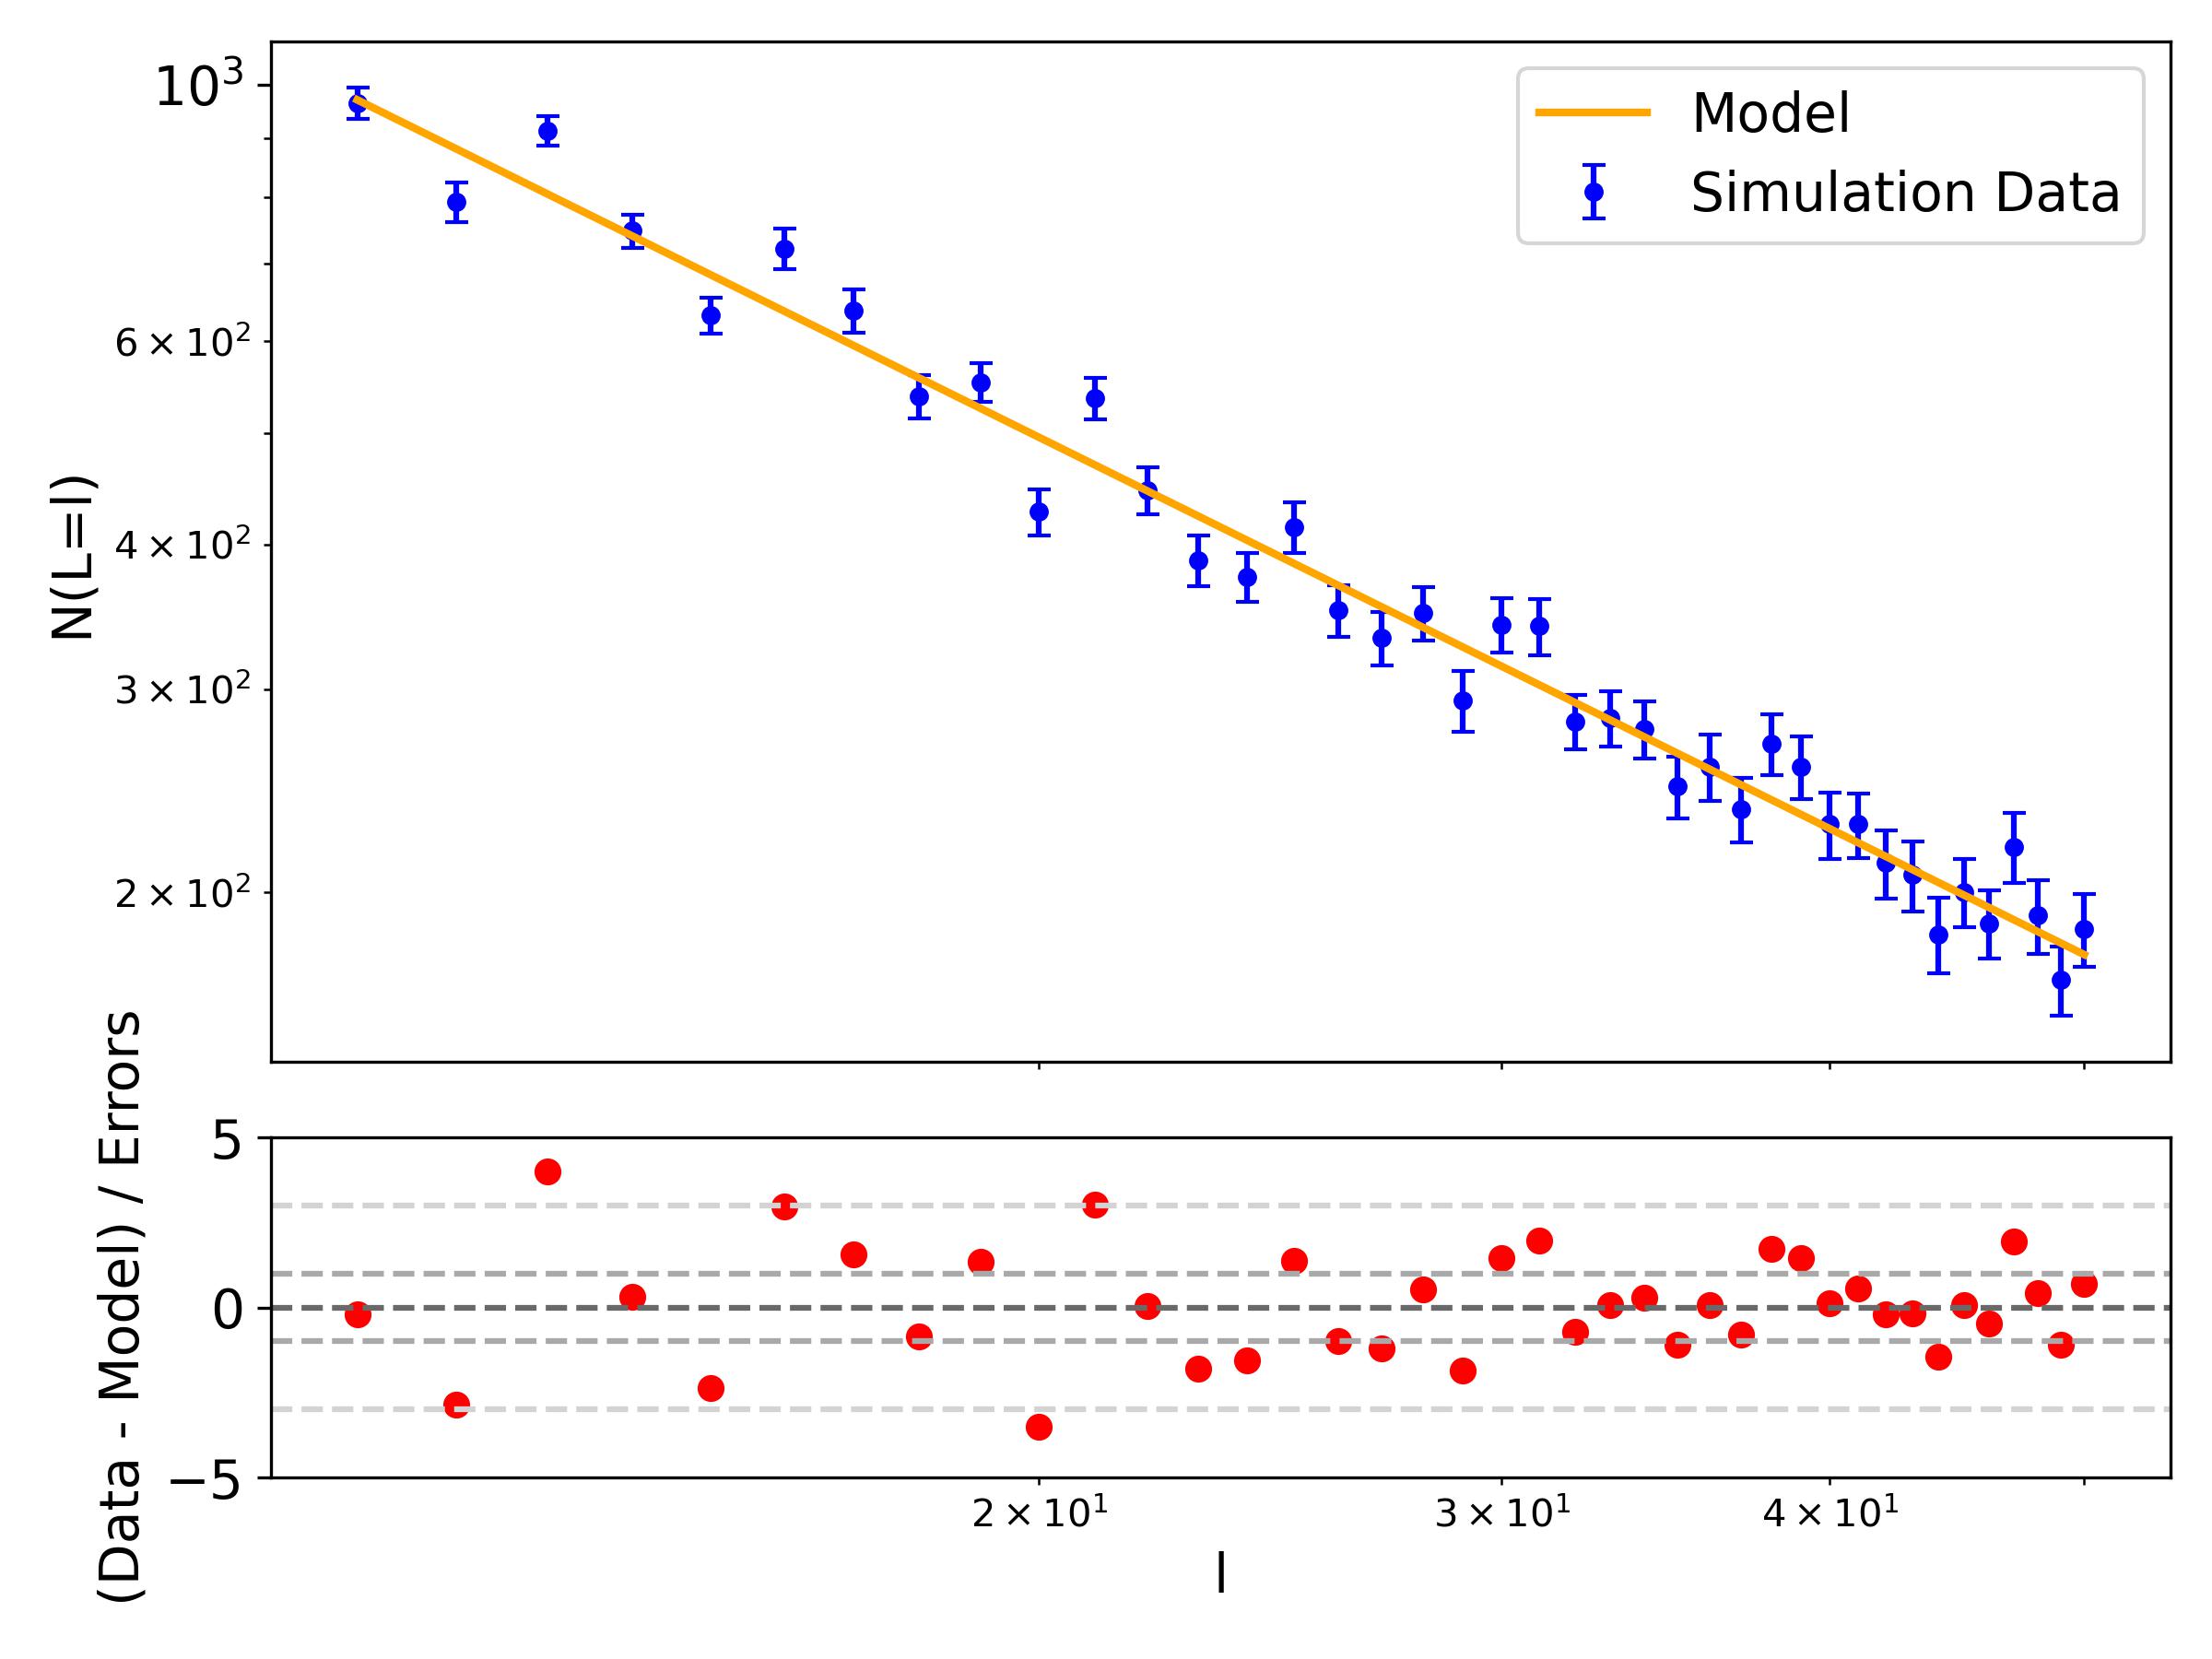 10³
6 × 10²
4 × 10²
3 × 10²
2 × 10²
N(L=l)
Model
Simulation Data
5
0
−5
(Data - Model) / Errors
2 × 10¹
3 × 10¹
4 × 10¹
l